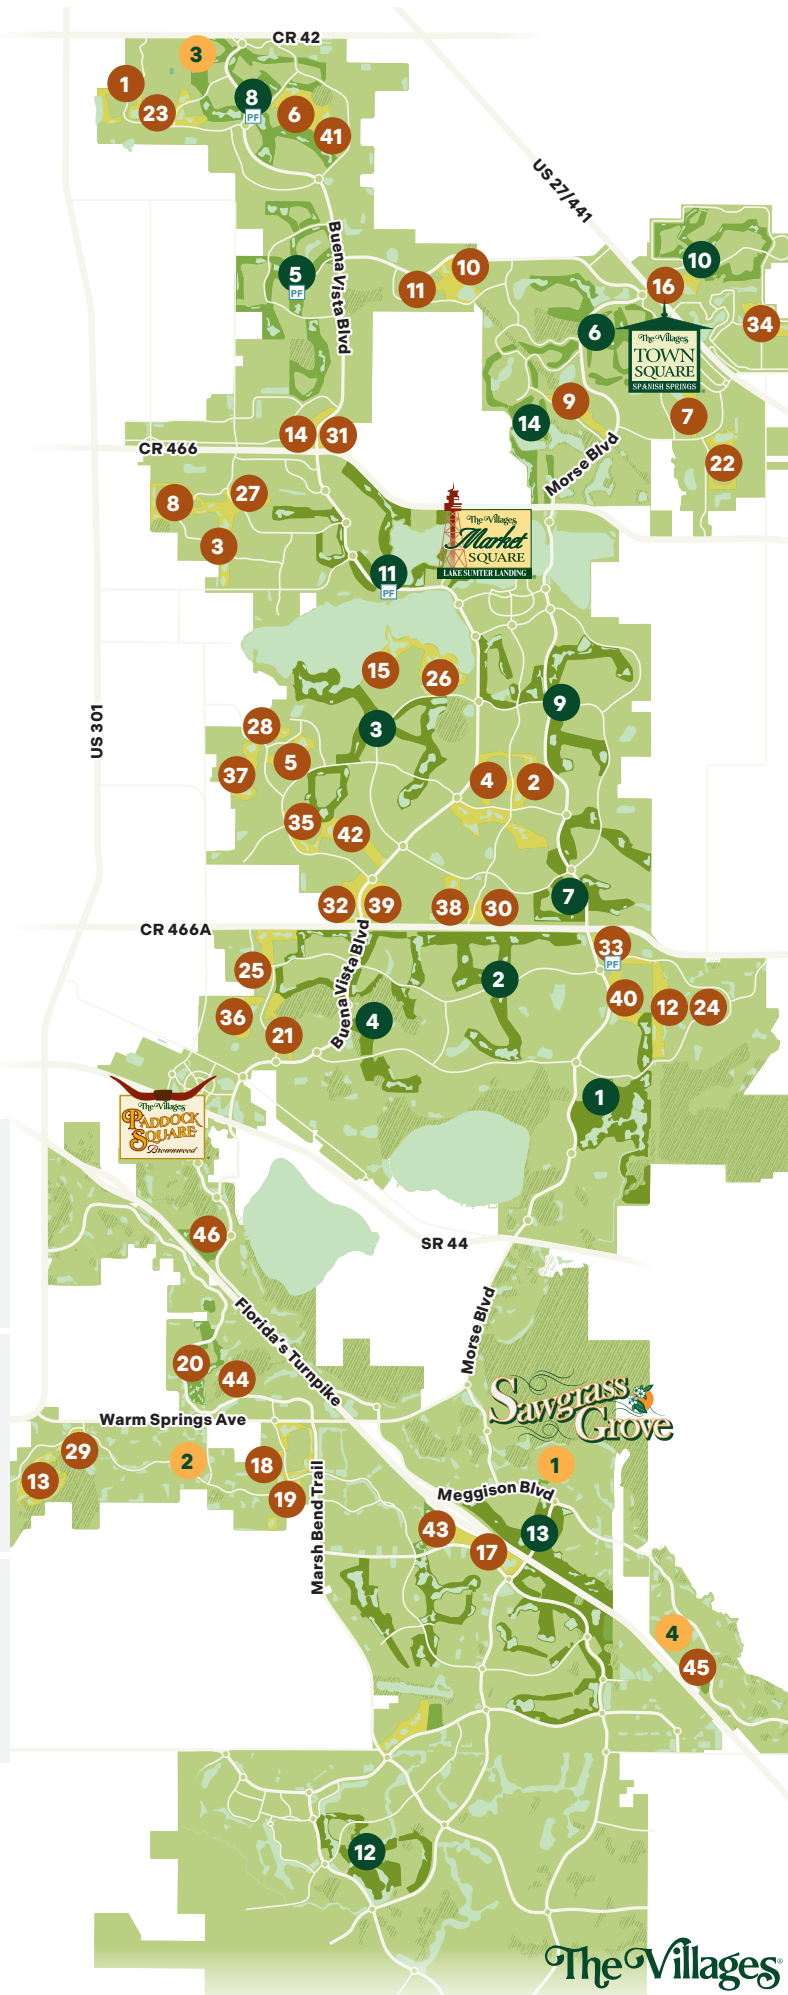 CR 42
3
1
23
8
PF
6
41
US 27/441
Buena Vista Blvd
5
PF
10
11
10
16
34
6
The Villages
TOWN
SQUARE
SPANISH SPRINGS
9
7
14
14
31
22
CR 466
Morse Blvd
8
27
3
The Villages
Market
SQUARE
LAKE SUMTER LANDING
11
PF
15
26
9
3
28
5
37
4
2
US 301
35
42
7
32
39
38
30
CR 466A
33
PF
25
2
40
12
24
36
21
Buena Vista Blvd
4
1
The Villages
PADDOCK
SQUARE
Brownwood
46
SR 44
Florida's Turnpike
Morse Blvd
20
44
Sawgrass
Grove
Warm Springs Ave
29
13
2
18
19
1
Meggison Blvd
Marsh Bend Trail
43
13
17
4
45
12
The Villages®